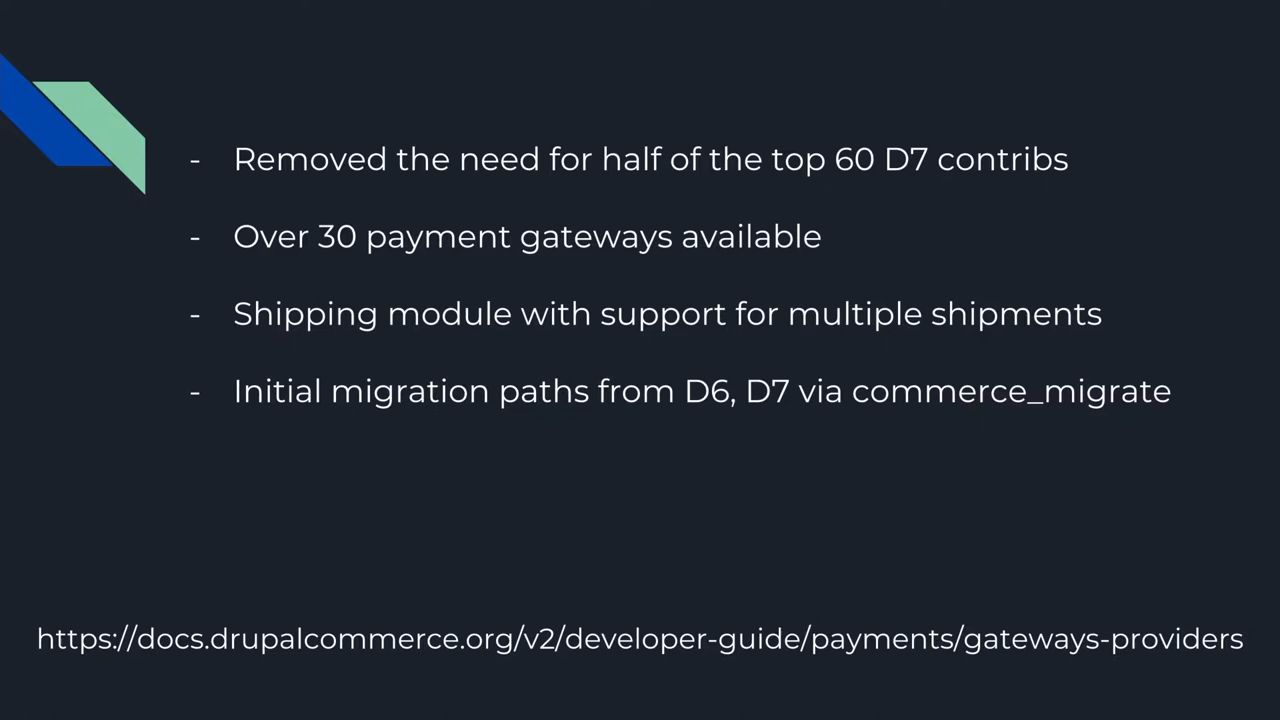 - Removed the need for half of the top 60 D7 contribs
- Over 30 payment gateways available
- Shipping module with support for multiple shipments
- Initial migration paths from D6, D7 via commerce_migrate
https://docs.drupalcommerce.org/v2/developer-guide/payments/gateways-providers